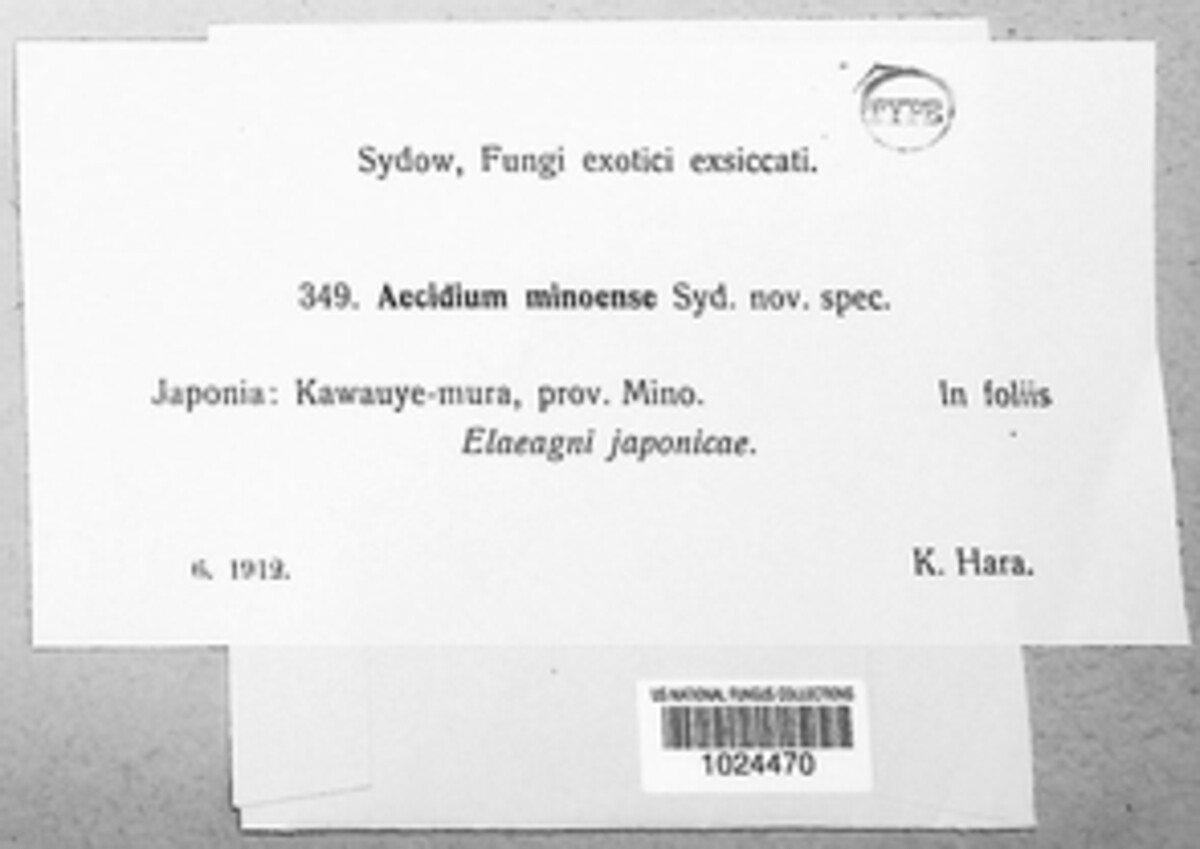 TYPE
Sydow, Fungi exotici exsiccati.
349. Aecidium minoense Syd. nov. spec.
Japonia: Kawauye-mura, prov. Mino. In foliis
Elaeagni japonicae.
6. 1912. K. Hara.
US NATIONAL FUNGUS COLLECTIONS
1024470